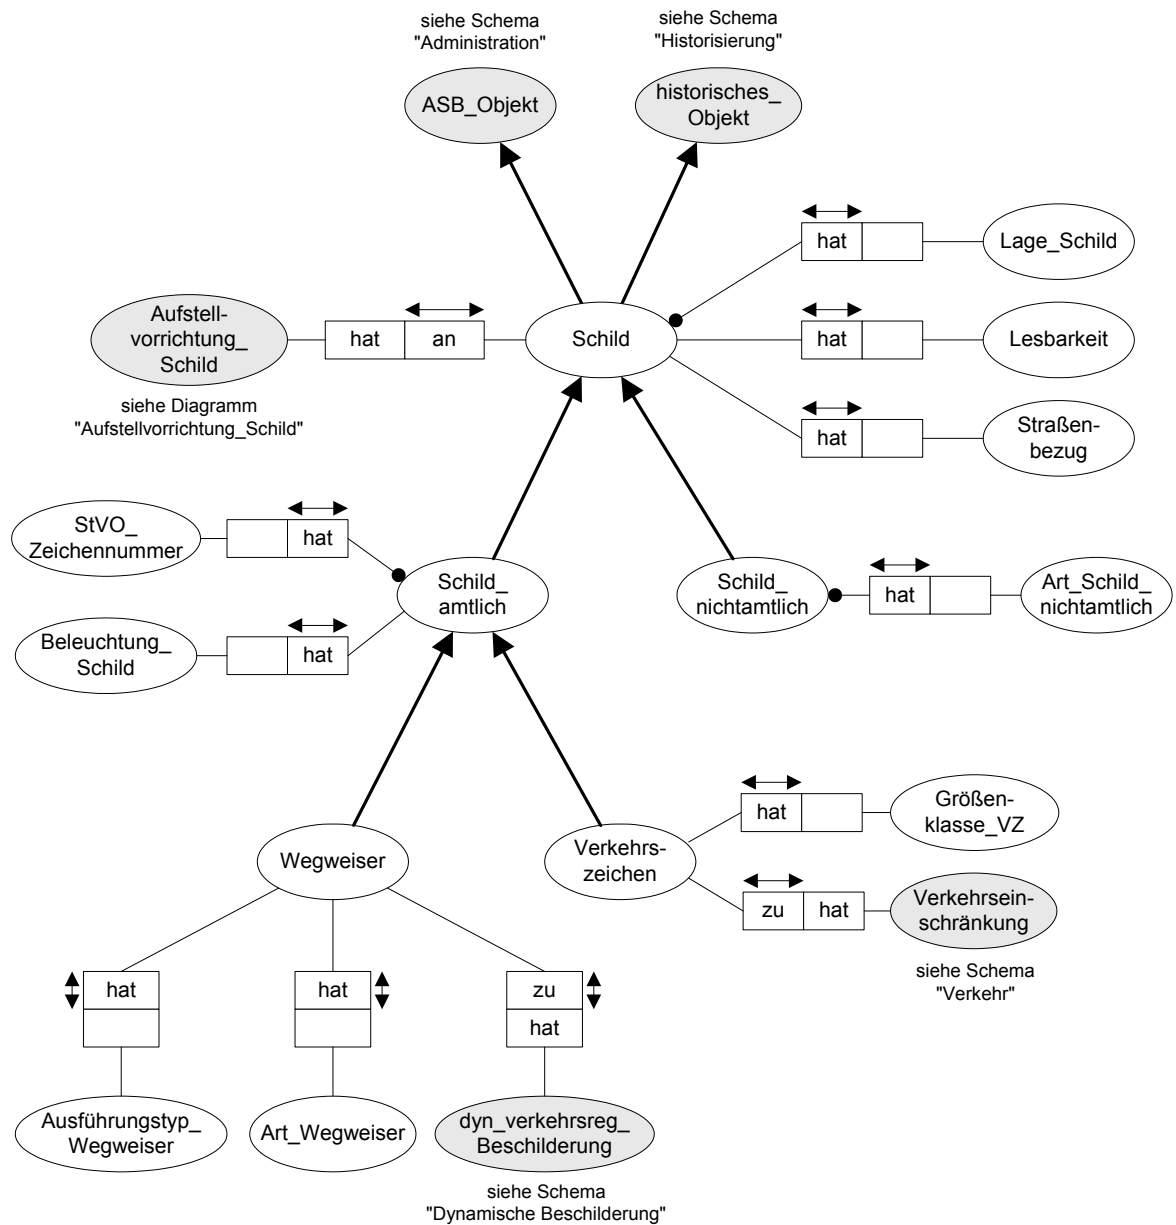 siehe Schema
"Administration"
siehe Schema
"Historisierung"
ASB_Objekt
historisches_
Objekt
hat
Lage_Schild
Aufstell-
vorrichtung_
Schild
hat
an
Schild
hat
Lesbarkeit
siehe Diagramm
"Aufstellvorrichtung_Schild"
hat
Straßen-
bezug
StVO_
Zeichennummer
hat
Schild_
amtlich
Schild_
nichtamtlich
hat
Art_Schild_
nichtamtlich
Beleuchtung_
Schild
hat
Wegweiser
Verkehrs-
zeichen
hat
Größen-
klasse_VZ
zu
hat
Verkehrsein-
schränkung
siehe Schema
"Verkehr"
hat
hat
zu
hat
Ausführungstyp_
Wegweiser
Art_Wegweiser
dyn_verkehrsreg_
Beschilderung
siehe Schema
"Dynamische Beschilderung"